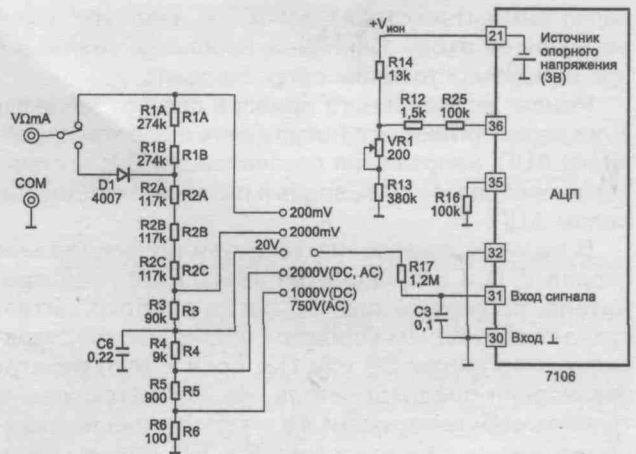 +Vион
21
Источник
опорного
напряжения
(3В)
R14
13k
VΩmA
R1A
274k
R1A
R12
1,5k
R25
100k
36
R1B
274k
R1B
VR1
200
COM
D1
4007
R2A
117k
R2A
R13
380k
35
АЦП
R16
100k
R2B
117k
R2B
200mV
2000mV
20V
32
R2C
117k
R2C
2000V(DC, AC)
R17
1,2M
31
Вход сигнала
1000V(DC)
750V(AC)
R3
90k
R3
C3
0,1
C6
0,22
R4
9k
R4
30
Вход ⊥
R5
900
R5
7106
R6
100
R6